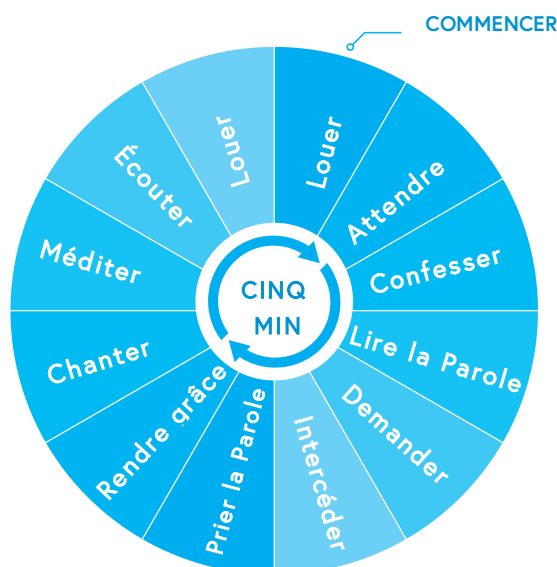 COMMENCER
Louer
Attendre
Confesser
Lire la Parole
Demander
Intercéder
Prier la Parole
Rendre grâce
Chanter
Méditer
Écouter
Louer
CINQ
MIN